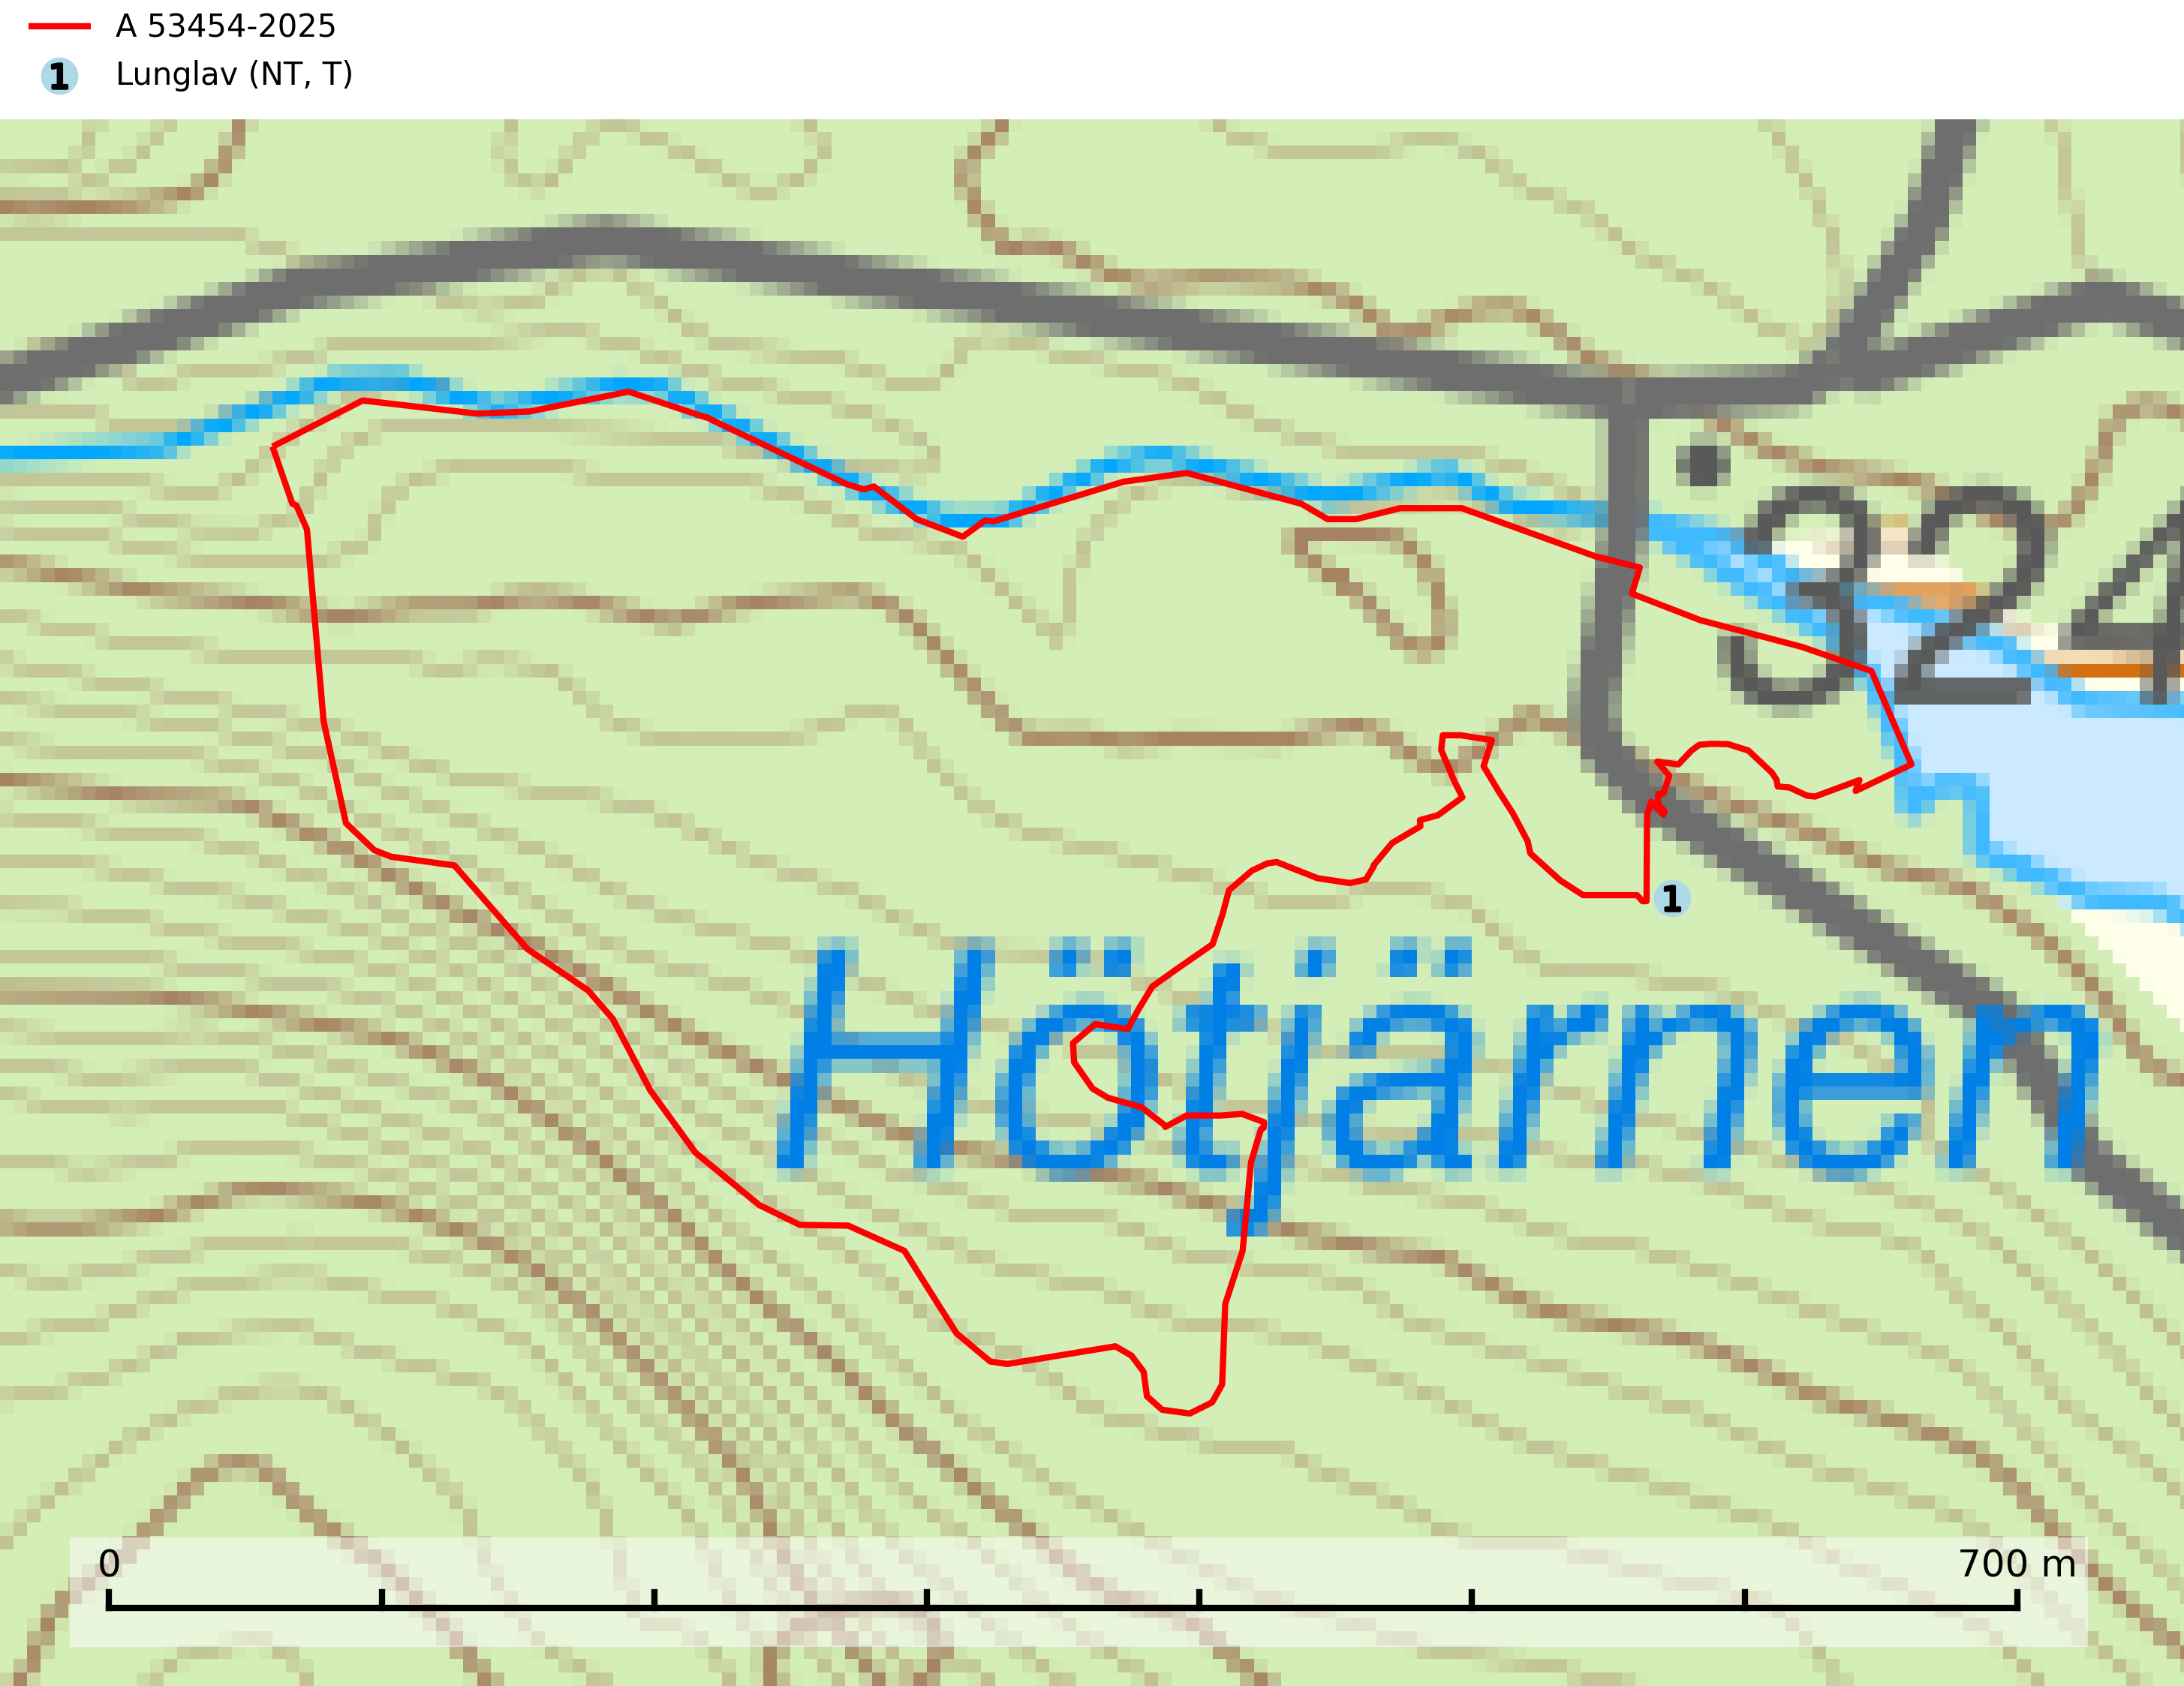 A 53454-2025
1 Lunglav (NT, T)
324
1
Hötjärnen
0 700 m